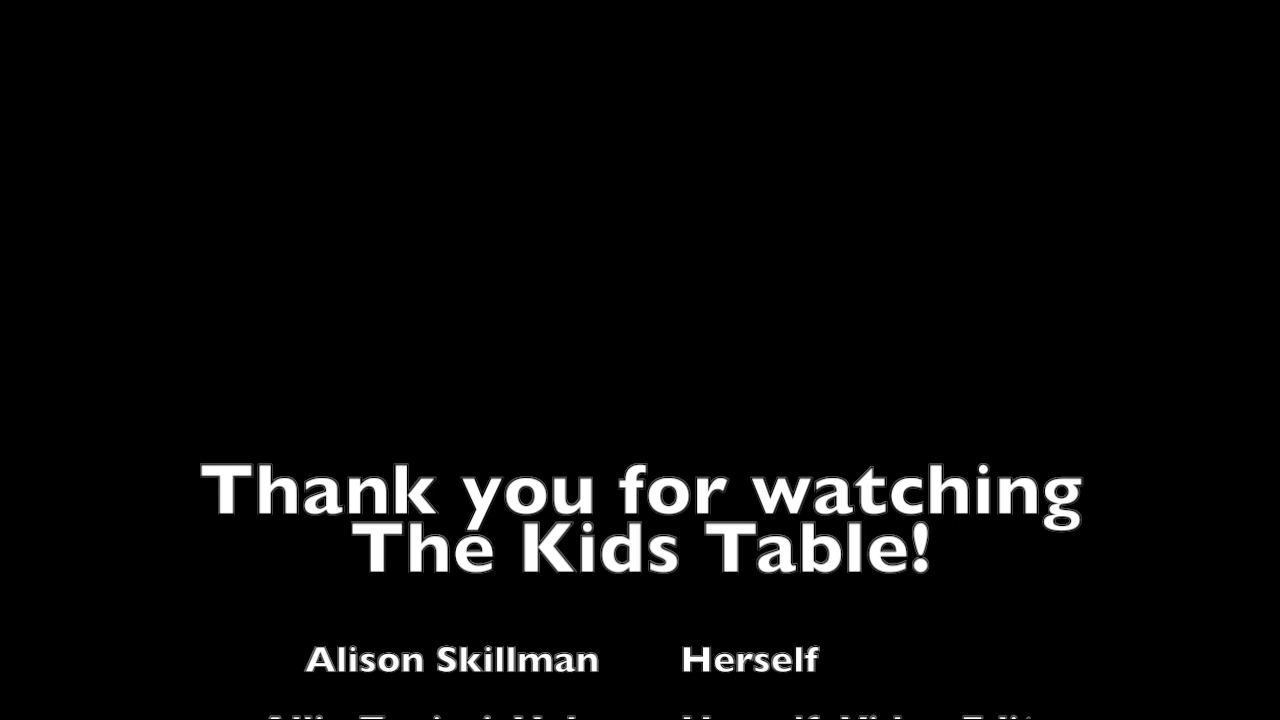 Thank you for watching
The Kids Table!
Alison Skillman Herself